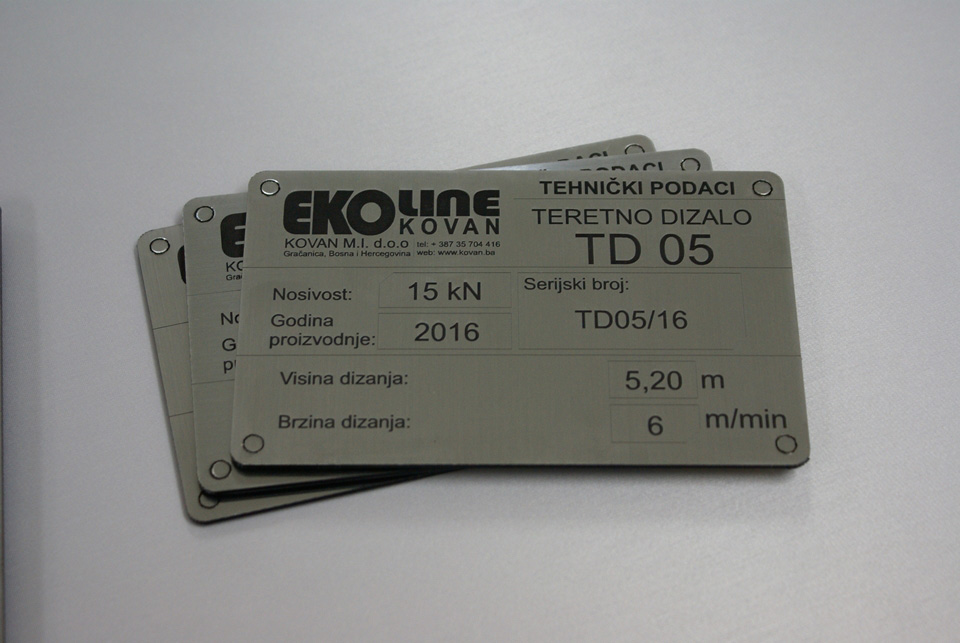 EKOLINE
KOVAN
KOVAN M.I. d.o.o tel: + 387 35 704 416
Gračanica, Bosna i Hercegovina web: www.kovan.ba
TEHNIČKI PODACI
TERETNO DIZALO
TD 05
Nosivost: 15 kN
Godina
proizvodnje: 2016
Serijski broj:
TD05/16
Visina dizanja: 5,20 m
Brzina dizanja: 6 m/min